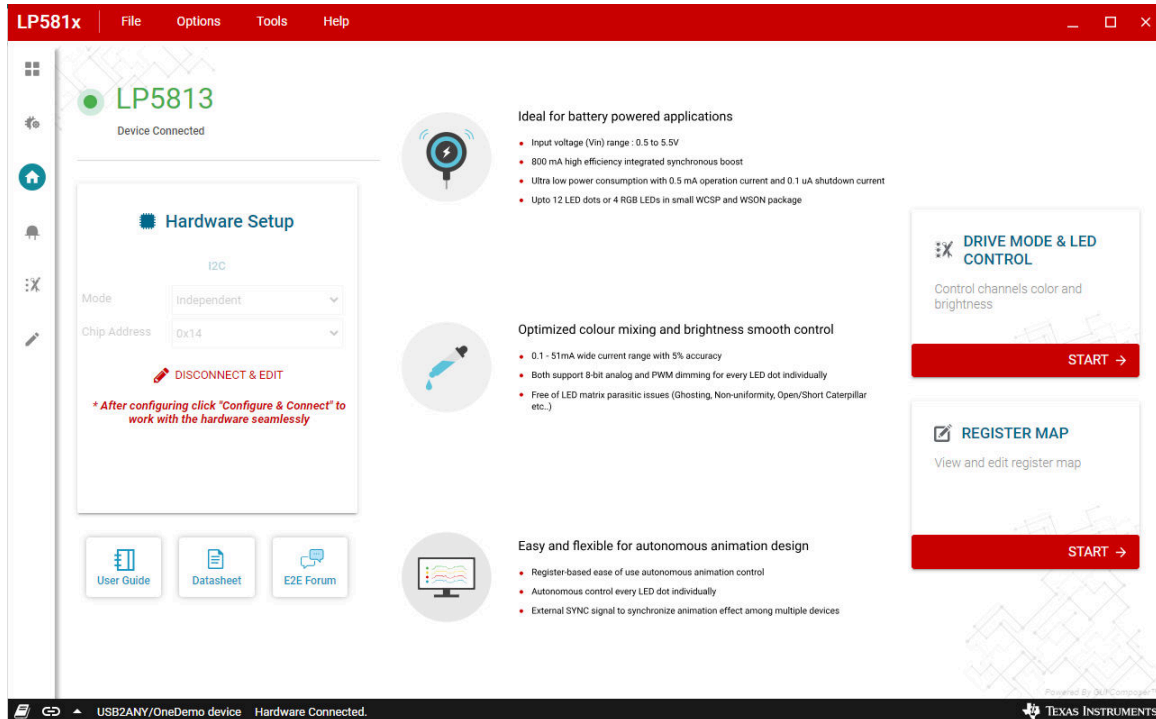 LP581x File Options Tools Help
LP5813
Device Connected
Hardware Setup
I2C
Mode Independent
Chip Address 0x14
DISCONNECT & EDIT
* After configuring click "Configure & Connect" to
work with the hardware seamlessly
User Guide
Datasheet
E2E Forum
Ideal for battery powered applications
Input voltage (Vin) range : 0.5 to 5.5V
800 mA high efficiency integrated synchronous boost
Ultra low power consumption with 0.5 mA operation current and 0.1 uA shutdown current
Upto 12 LED dots or 4 RGB LEDs in small WCSP and WSON package
Optimized colour mixing and brightness smooth control
0.1 - 51mA wide current range with 5% accuracy
Both support 8-bit analog and PWM dimming for every LED dot individually
Free of LED matrix parasitic issues (Ghosting, Non-uniformity, Open/Short Caterpillar
etc..)
Easy and flexible for autonomous animation design
Register-based ease of use autonomous animation control
Autonomous control every LED dot individually
External SYNC signal to synchronize animation effect among multiple devices
DRIVE MODE & LED
CONTROL
Control channels color and
brightness
START →
REGISTER MAP
View and edit register map
START →
Powered By GUI Composer™
USB2ANY/OneDemo device Hardware Connected.
TEXAS INSTRUMENTS